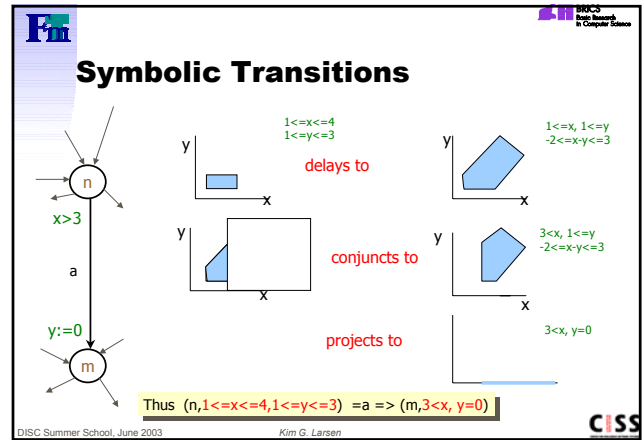 BRICS
Basic Research
in Computer Science
Symbolic Transitions
n
x>3
a
y:=0
m
1<=x<=4
1<=y<=3
y
x
delays to
y
x
1<=x, 1<=y
-2<=x-y<=3
y
x
conjuncts to
y
x
3<x, 1<=y
-2<=x-y<=3
projects to
3<x, y=0
Thus (n,1<=x<=4,1<=y<=3) =a => (m,3<x, y=0)
DISC Summer School, June 2003
Kim G. Larsen
CISS